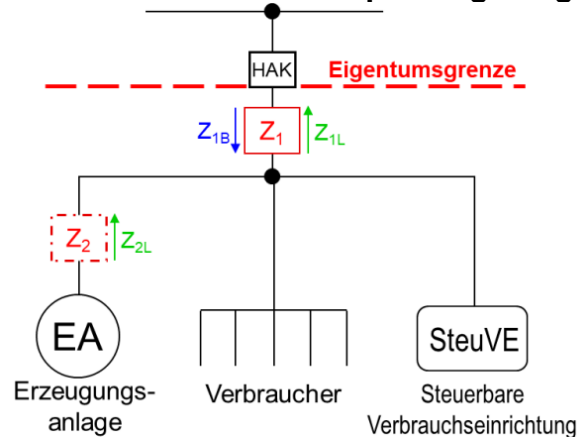 HAK
Eigentumsgrenze
Z1B Z1 Z1L
Z2 Z2L
EA
SteuVE
Erzeugungs-
anlage
Verbraucher
Steuerbare
Verbrauchseinrichtung